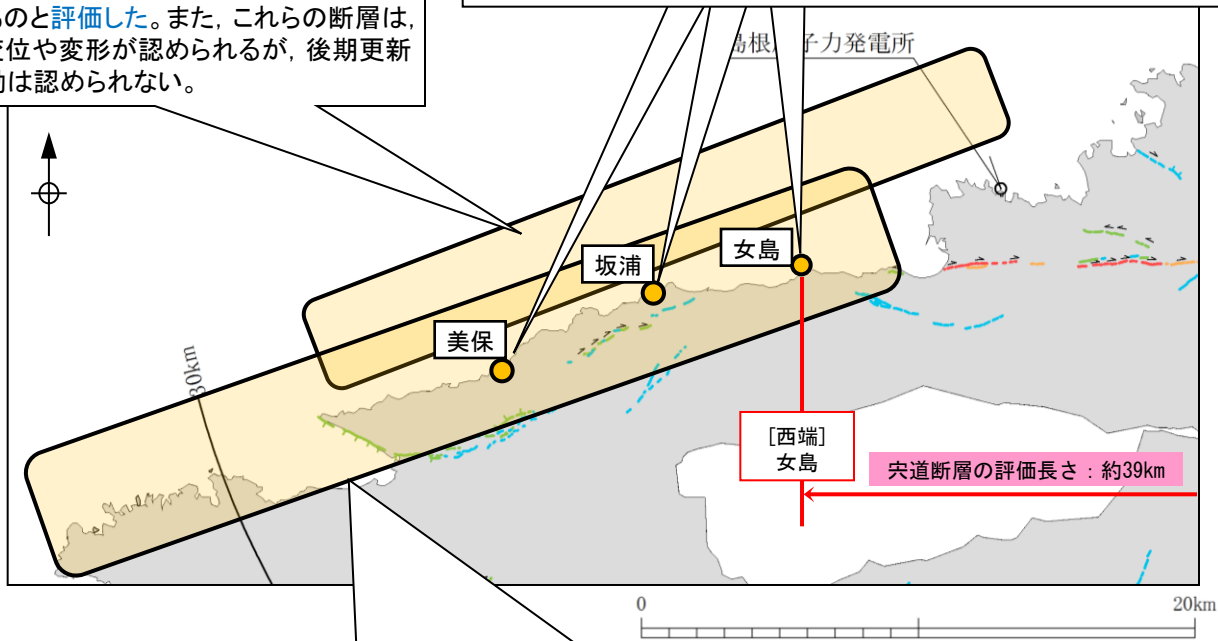 ものと評価した。また，これらの断層は，
変位や変形が認められるが，後期更新
動は認められない。
島根原子力発電所
女島
坂浦
美保
30km
[西端]
女島
宍道断層の評価長さ：約39km
0 20km